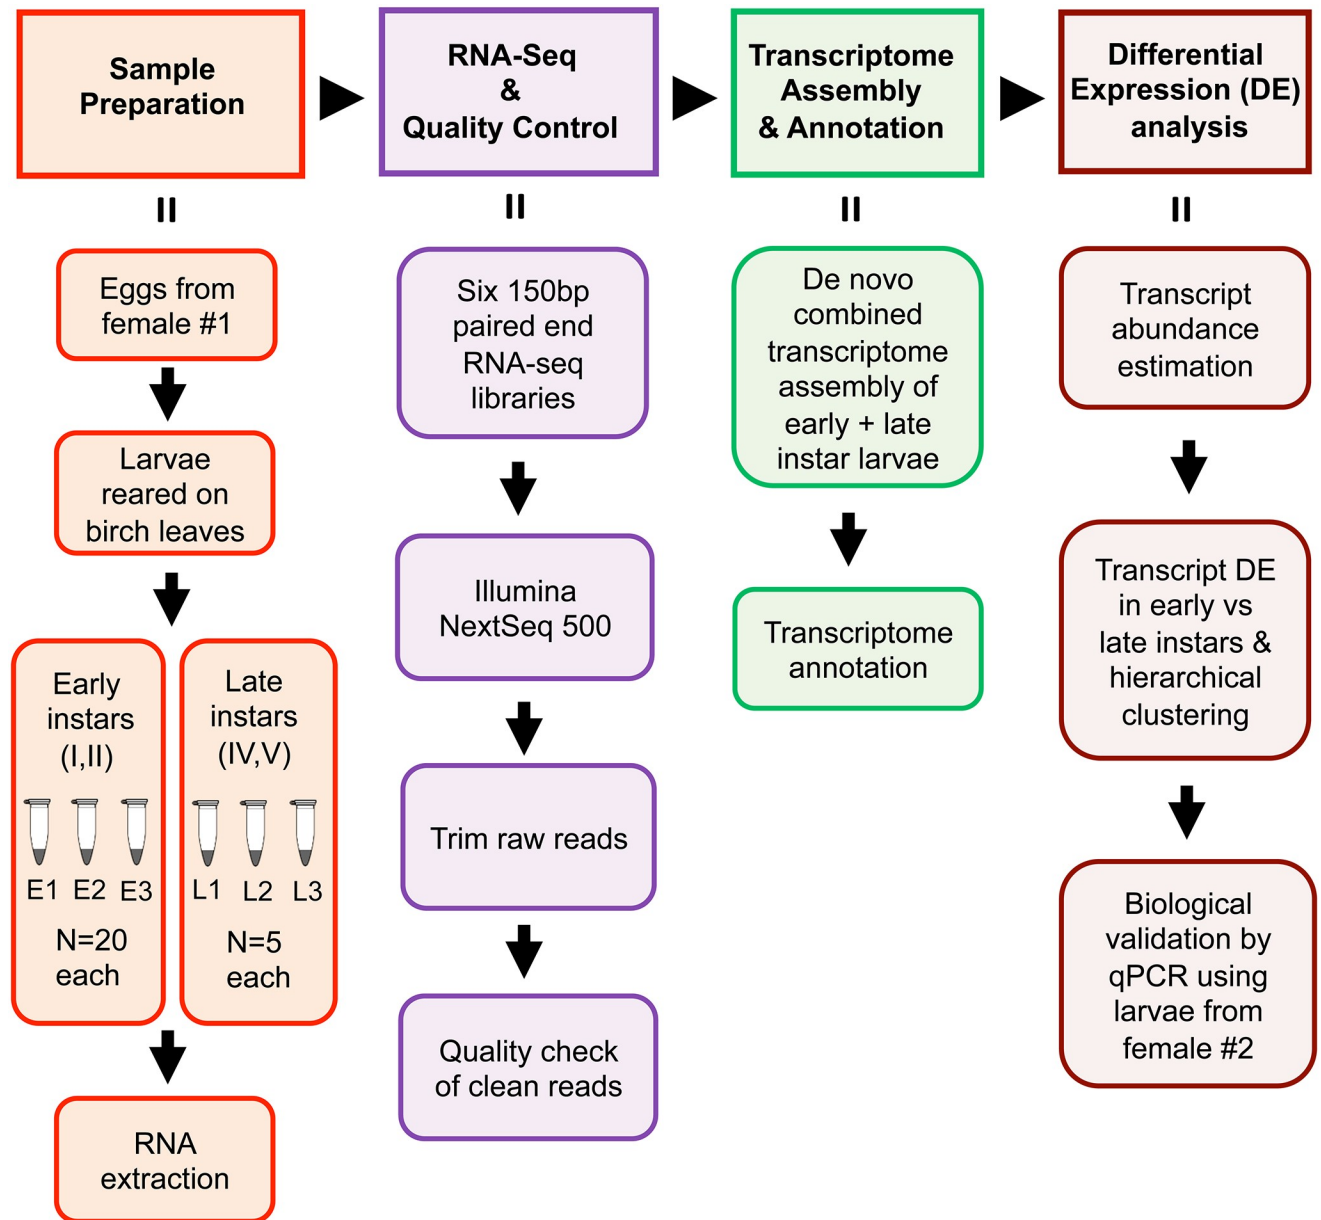 Sample
Preparation
RNA-Seq
&
Quality Control
Transcriptome
Assembly
& Annotation
Differential
Expression (DE)
analysis
Eggs from
female #1
Larvae
reared on
birch leaves
Early
instars
(I,II)
E1 E2 E3
N=20
each
Late
instars
(IV,V)
L1 L2 L3
N=5
each
RNA
extraction
Six 150bp
paired end
RNA-seq
libraries
Illumina
NextSeq 500
Trim raw reads
Quality check
of clean reads
De novo
combined
transcriptome
assembly of
early + late
instar larvae
Transcriptome
annotation
Transcript
abundance
estimation
Transcript DE
in early vs
late instars &
hierarchical
clustering
Biological
validation by
qPCR using
larvae from
female #2